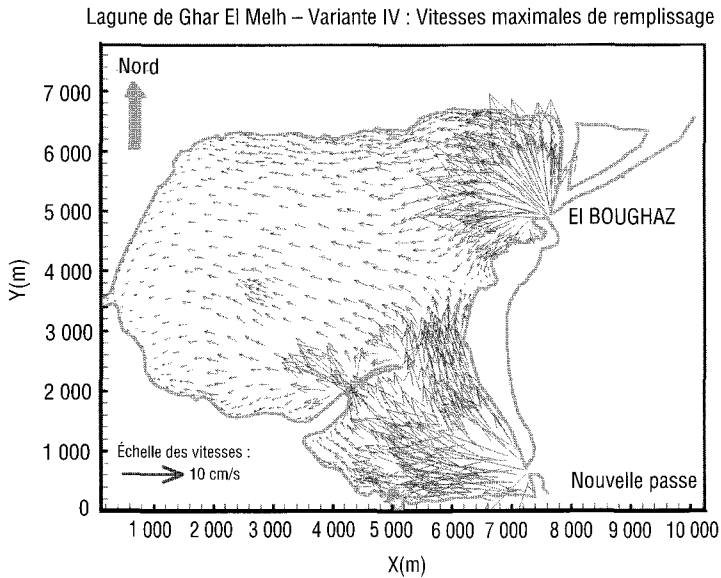 Lagune de Ghar El Melh – Variante IV : Vitesses maximales de remplissage
Nord
7 000
6 000
5 000
4 000
3 000
2 000
1 000
0
Y(m)
El BOUGHAZ
Échelle des vitesses :
10 cm/s
Nouvelle passe
1 000 2 000 3 000 4 000 5 000 6 000 7 000 8 000 9 000 10 000
X(m)